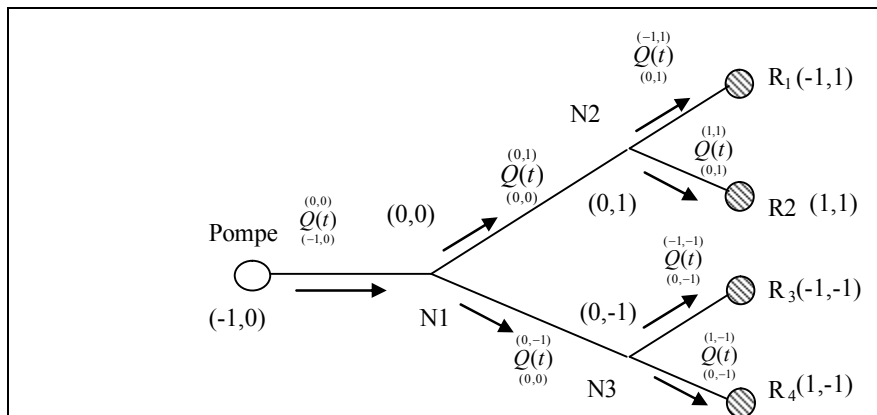 (-1,1)
Q(t)
(0,1)
R1 (-1,1)
N2
(0,1)
Q(t)
(0,0)
(1,1)
Q(t)
(0,1)
(0,0)
Q(t)
(-1,0)
(0,0)
(0,1)
R2 (1,1)
Pompe
(-1,0)
N1
(-1,-1)
Q(t)
(0,-1)
(0,-1)
R3 (-1,-1)
(0,-1)
Q(t)
(0,0)
N3
(1,-1)
Q(t)
(0,-1)
R4 (1,-1)